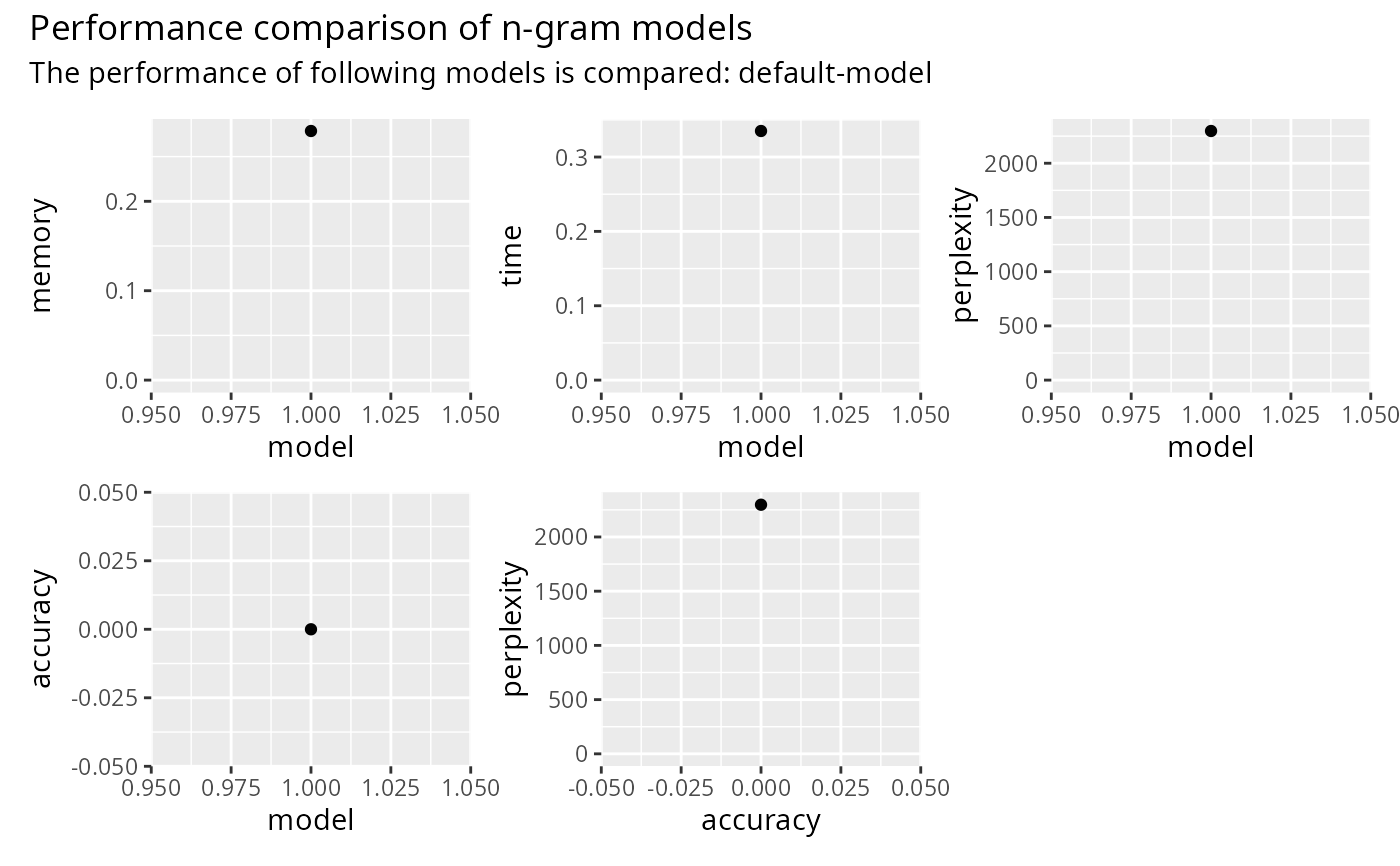 Performance comparison of n-gram models
The performance of following models is compared: default-model
memory
0.2
0.1
0.0
0.950 0.975 1.000 1.025 1.050
model
time
0.3
0.2
0.1
0.0
0.950 0.975 1.000 1.025 1.050
model
perplexity
2000
1500
1000
500
0
0.950 0.975 1.000 1.025 1.050
model
accuracy
0.050
0.025
0.000
-0.025
-0.050
0.950 0.975 1.000 1.025 1.050
model
perplexity
2000
1500
1000
500
0
-0.050 -0.025 0.000 0.025 0.050
accuracy